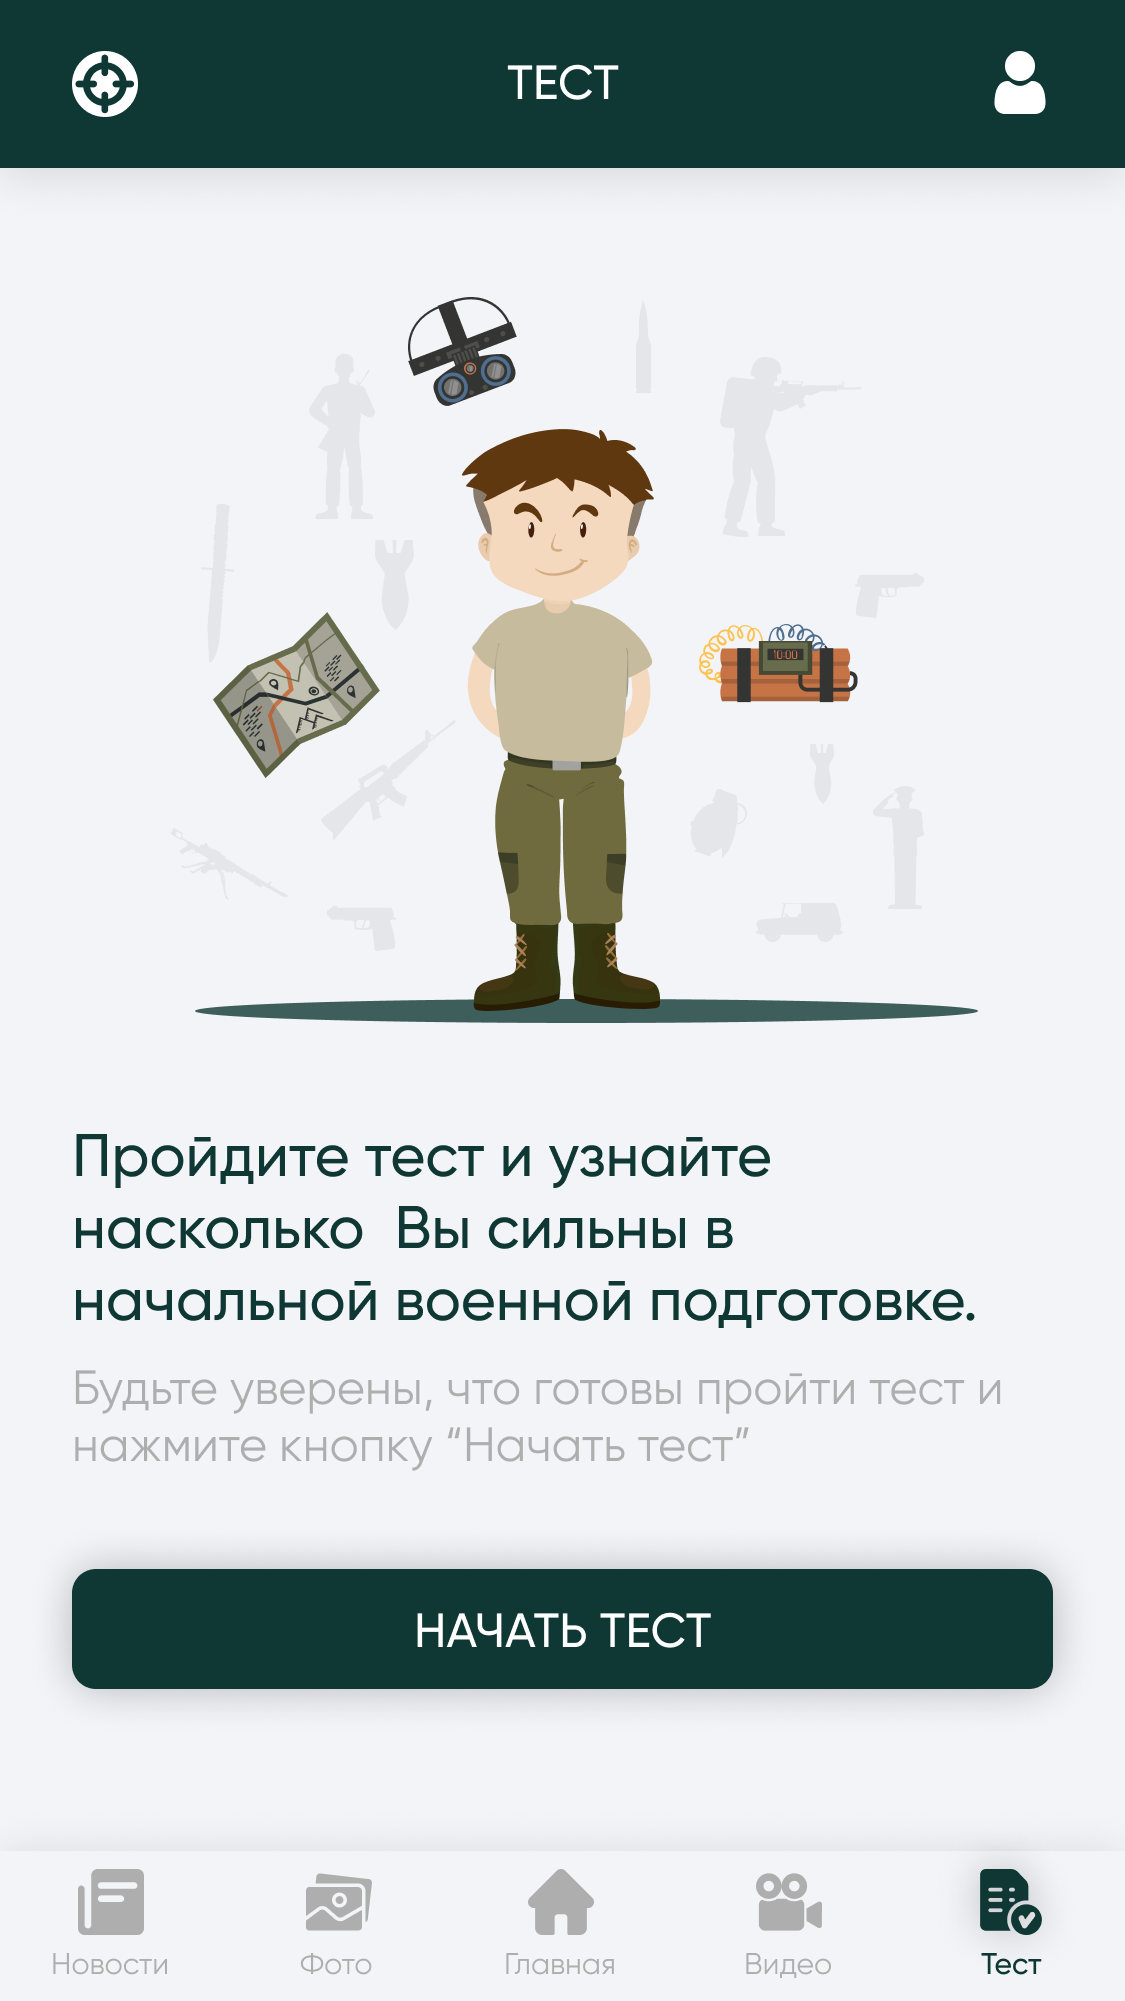 ТЕСТ
10:00
Пройдите тест и узнайте
насколько  Вы сильны в
начальной военной подготовке.
Будьте уверены, что готовы пройти тест и
нажмите кнопку “Начать тест”
НАЧАТЬ ТЕСТ
Новости Фото Главная Видео Тест